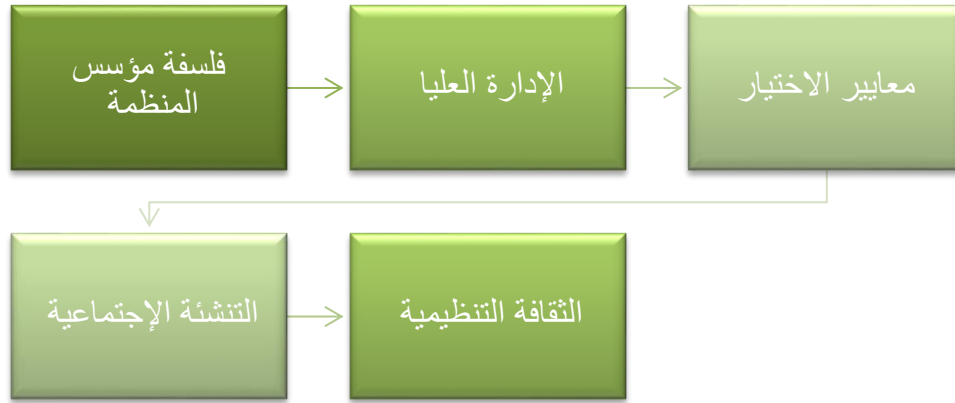 فلسفة مؤسس
المنظمة
الإدارة العليا
معايير الاختيار
التنشئة الإجتماعية
الثقافة التنظيمية